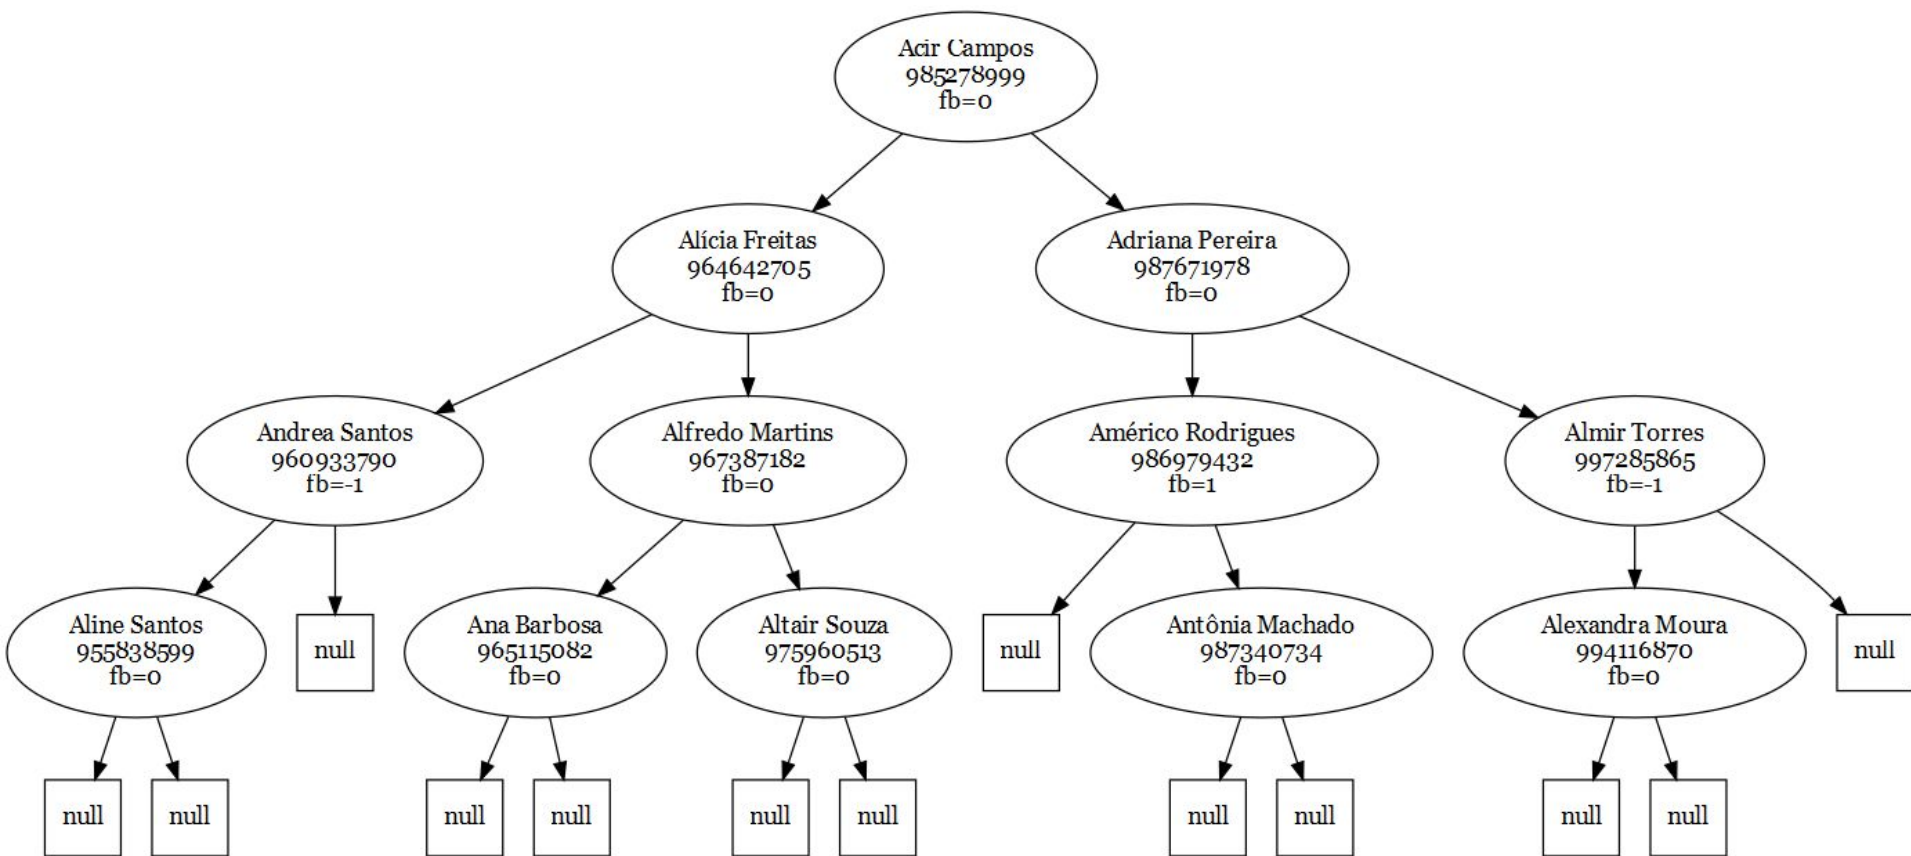 Acir Campos
985278999
fb=0
Alícia Freitas
964642705
fb=0
Adriana Pereira
987671978
fb=0
Andrea Santos
960933790
fb=-1
Alfredo Martins
967387182
fb=0
Américo Rodrigues
986979432
fb=1
Almir Torres
997285865
fb=-1
Aline Santos
955838599
fb=0
null
Ana Barbosa
965115082
fb=0
Altair Souza
975960513
fb=0
null
Antônia Machado
987340734
fb=0
Alexandra Moura
994116870
fb=0
null
null
null
null
null
null
null
null
null
null
null